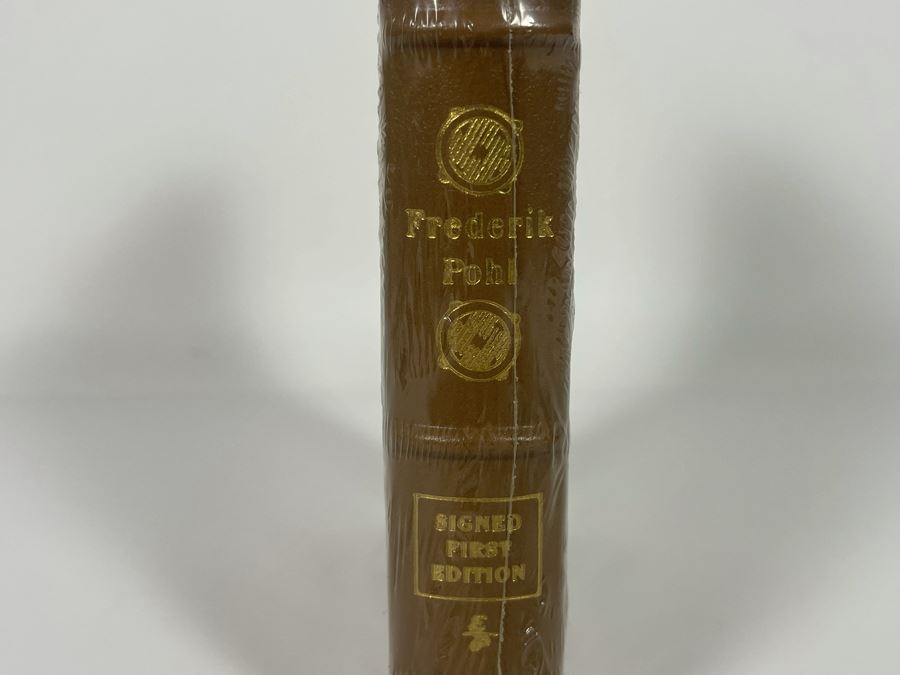 Frederik
Pohl
SIGNED
FIRST
EDITION
E
P